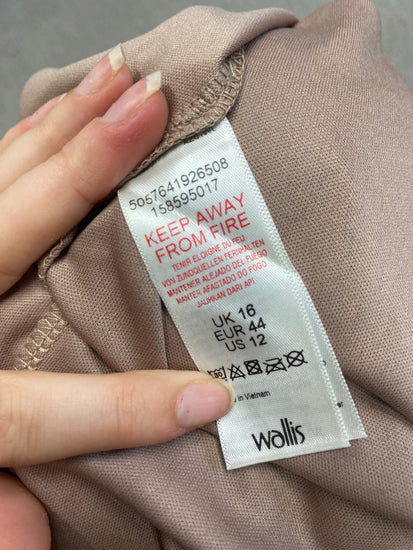 5057641926508
158595017
KEEP AWAY
FROM FIRE
TENIR ELOIGNE DU FEU
VON ZUNDQUELLEN FERNHALTEN
MANTENER ALEJADO DEL FUEGO
MANTER AFASTADO DO FOGO
JAUHKAN DARI API
UK 16
EUR 44
US 12
in Vietnam
wallis